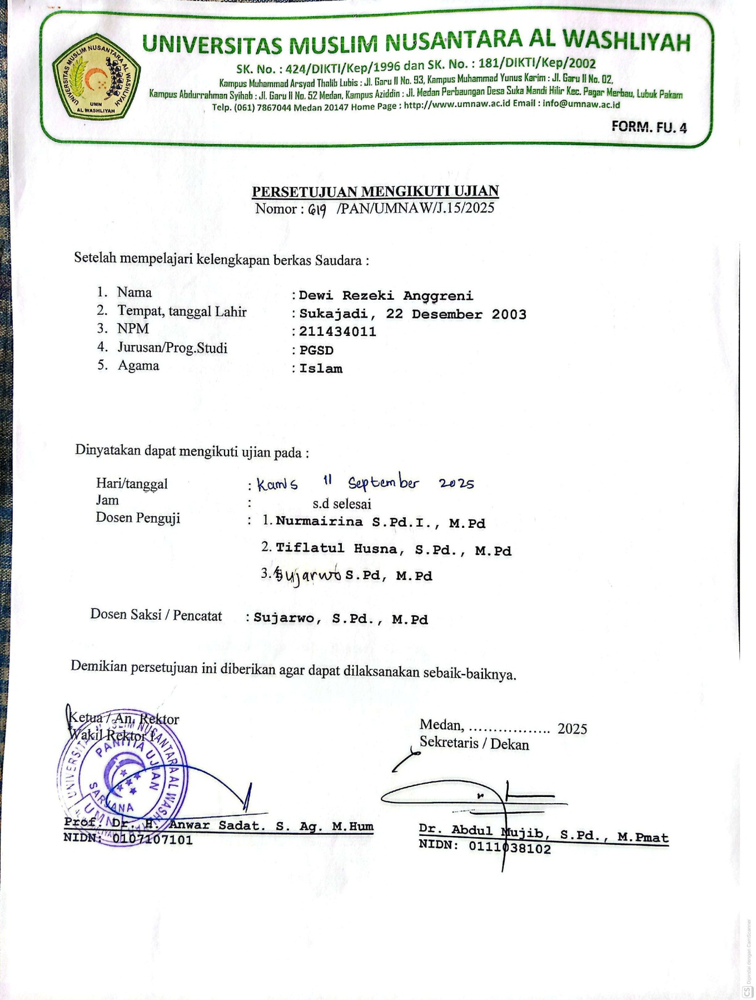 UNIVERSITAS MUSLIM NUSANTARA AL WASHLIYAH
SK. No. : 424/DIKTI/Kep/1996 dan SK. No. : 181/DIKTI/Kep/2002
Kampus Muhammad Arsyad Thalib Lubis : Jl. Garu II No. 93, Kampus Muhammad Yunus Karim : Jl. Garu II No. 02,
Kampus Abdurrahman Syihab : Jl. Garu II No. 52 Medan, Kampus Aziddin : Jl. Medan Perbaungan Desa Suka Mandi Hilir Kec. Pagar Merbau, Lubuk Pakam
Telp. (061) 7867044 Medan 20147 Home Page : http://www.umnaw.ac.id Email : info@umnaw.ac.id
UNIVERSITAS MUSLIM NUSANTARA AL WASHLIYAH
UMN
AL WASHLIYAH
FORM. FU. 4
PERSETUJUAN MENGIKUTI UJIAN
Nomor : 619 /PAN/UMNAW/J.15/2025
Setelah mempelajari kelengkapan berkas Saudara :
1. Nama : Dewi Rezeki Anggreni
2. Tempat, tanggal Lahir : Sukajadi, 22 Desember 2003
3. NPM : 211434011
4. Jurusan/Prog.Studi : PGSD
5. Agama : Islam
Dinyatakan dapat mengikuti ujian pada :
Hari/tanggal : Kamis 11 September 2025
Jam : s.d selesai
Dosen Penguji : 1. Nurmairina S.Pd.I., M.Pd
2. Tiflatul Husna, S.Pd., M.Pd
3. Sujarwo S.Pd, M.Pd
Dosen Saksi / Pencatat : Sujarwo, S.Pd., M.Pd
Demikian persetujuan ini diberikan agar dapat dilaksanakan sebaik-baiknya.
Ketua / An. Rektor
Wakil Rektor I
UNIVERSITAS MUSLIM NUSANTARA AL WASHLIYAH
PANITIA UJIAN
SARJANA
UMN
Prof. Dr. H. Anwar Sadat. S. Ag. M.Hum
NIDN: 0107107101
Medan, ................. 2025
Sekretaris / Dekan
Dr. Abdul Mujib, S.Pd., M.Pmat
NIDN: 0111038102
CS Dipindai dengan CamScanner